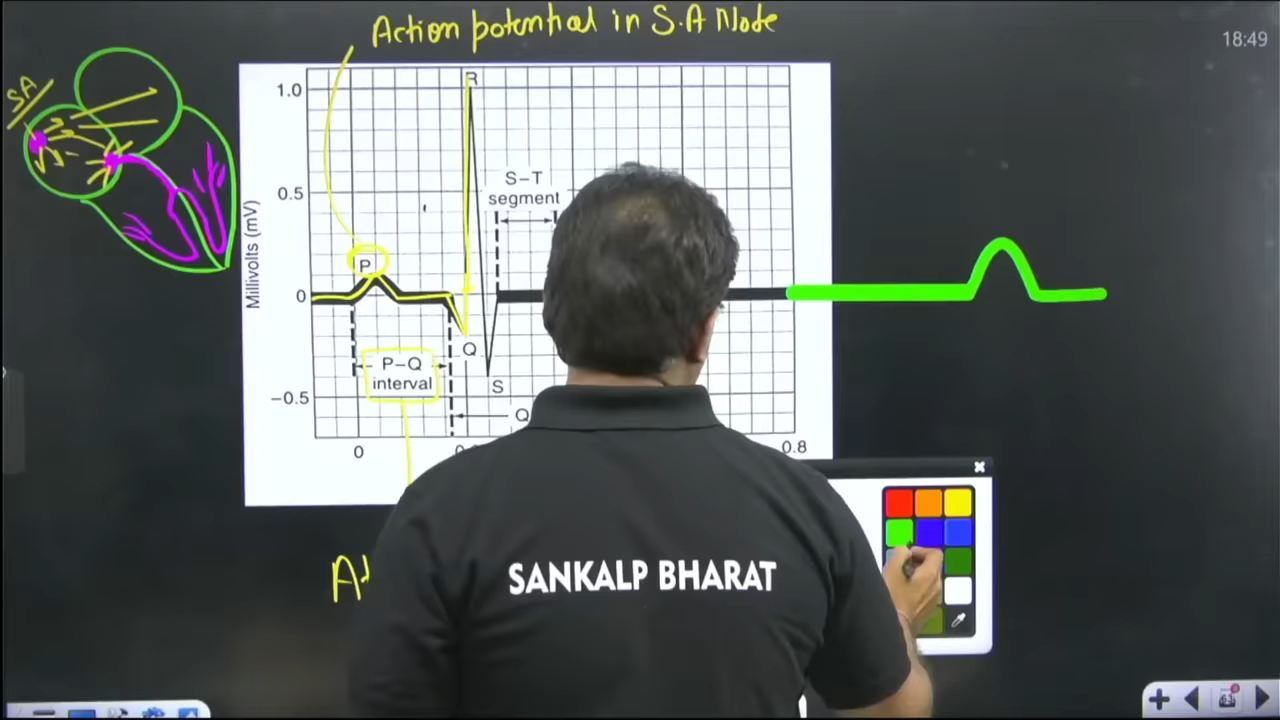 Action potential in S.A Node
18:49
SA
R
1.0
S–T
segment
0.5
Millivolts (mV)
P
0
Q
P–Q
interval
S
−0.5
Q
0
0.8
SANKALP BHARAT